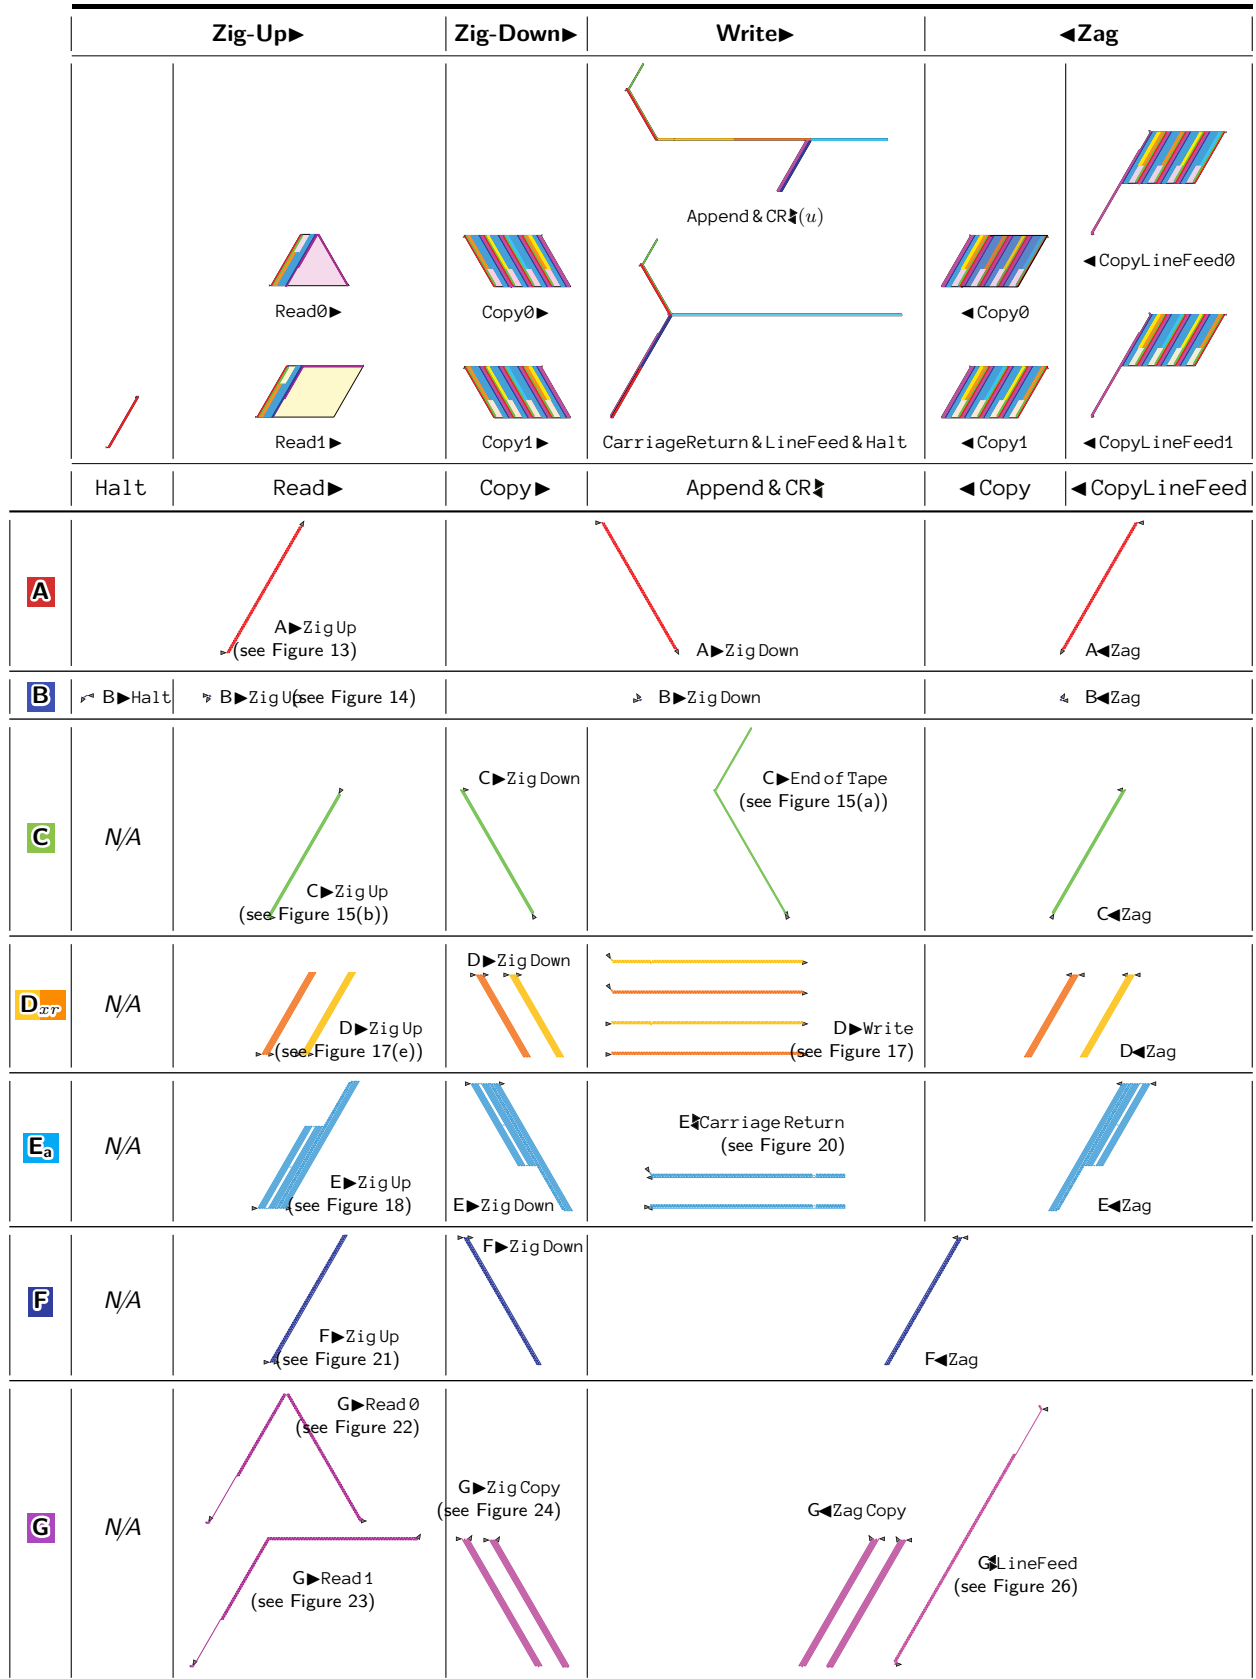 Zig-Up▶ Zig-Down▶ Write▶ ◀Zag
Append&CR(u)
◀CopyLineFeed0
Read0▶ Copy0▶ ◀Copy0
Read1▶ Copy1▶ CarriageReturn&LineFeed&Halt ◀Copy1 ◀CopyLineFeed1
Halt Read▶ Copy▶ Append&CR ◀Copy ◀CopyLineFeed
A
A▶ZigUp
(see Figure 13)
A▶ZigDown
A◀Zag
B B▶Halt B▶ZigUp(see Figure 14) B▶ZigDown B◀Zag
C▶ZigDown
C▶EndofTape
(see Figure 15(a))
C N/A
C▶ZigUp
(see Figure 15(b))
C◀Zag
D▶ZigDown
Dxr N/A
D▶ZigUp
(see Figure 17(e))
D▶Write
(see Figure 17)
D◀Zag
E Carriage Return
(see Figure 20)
Ea N/A
E▶ZigUp
(see Figure 18)
E▶ZigDown
E◀Zag
F▶ZigDown
F N/A
F▶ZigUp
(see Figure 21)
F◀Zag
G▶Read0
(see Figure 22)
G▶ZigCopy
(see Figure 24)
G◀ZagCopy
G N/A
G▶Read1
(see Figure 23)
G LineFeed
(see Figure 26)